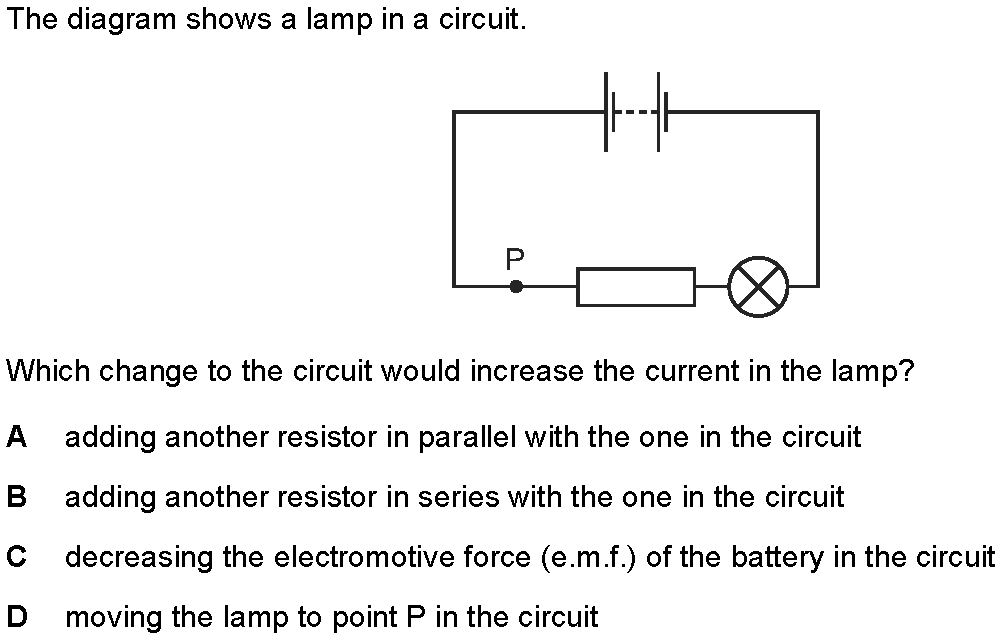 The diagram shows a lamp in a circuit.
P
Which change to the circuit would increase the current in the lamp?
A adding another resistor in parallel with the one in the circuit
B adding another resistor in series with the one in the circuit
C decreasing the electromotive force (e.m.f.) of the battery in the circuit
D moving the lamp to point P in the circuit